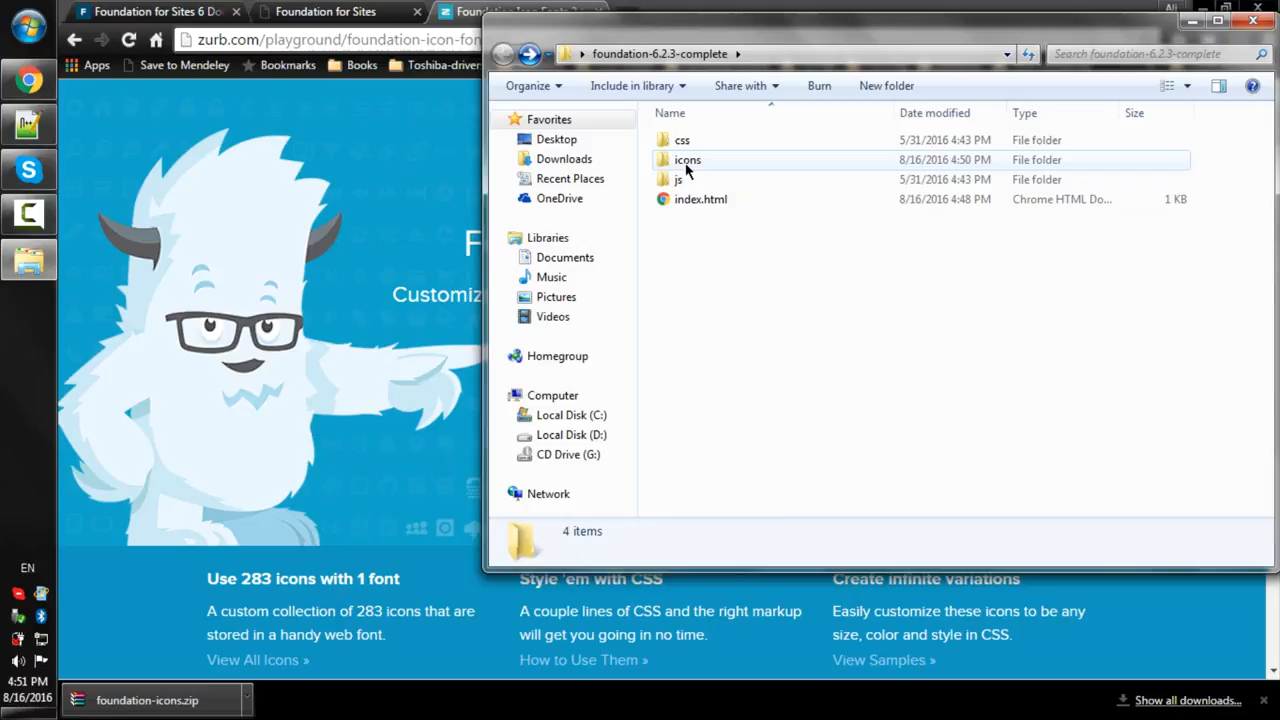 Foundation for Sites 6 Do
Foundation for Sites
Foundation Icon Fonts 3
Ali
zurb.com/playground/foundation-icon-fon
Apps
Save to Mendeley
Bookmarks
Books
Toshiba-driver
foundation-6.2.3-complete
Search foundation-6.2.3-complete
Organize
Include in library
Share with
Burn
New folder
Name
Date modified
Type
Size
Favorites
Desktop
Downloads
Recent Places
OneDrive
Libraries
Documents
Music
Pictures
Videos
Homegroup
Computer
Local Disk (C:)
Local Disk (D:)
CD Drive (G:)
Network
css 5/31/2016 4:43 PM File folder
icons 8/16/2016 4:50 PM File folder
js 5/31/2016 4:43 PM File folder
index.html 8/16/2016 4:48 PM Chrome HTML Do... 1 KB
4 items
F
Customiz
Use 283 icons with 1 font
A custom collection of 283 icons that are
stored in a handy web font.
View All Icons »
Style 'em with CSS
A couple lines of CSS and the right markup
will get you going in no time.
How to Use Them »
Create infinite variations
Easily customize these icons to be any
size, color and style in CSS.
View Samples »
EN
4:51 PM
8/16/2016
foundation-icons.zip
Show all downloads...